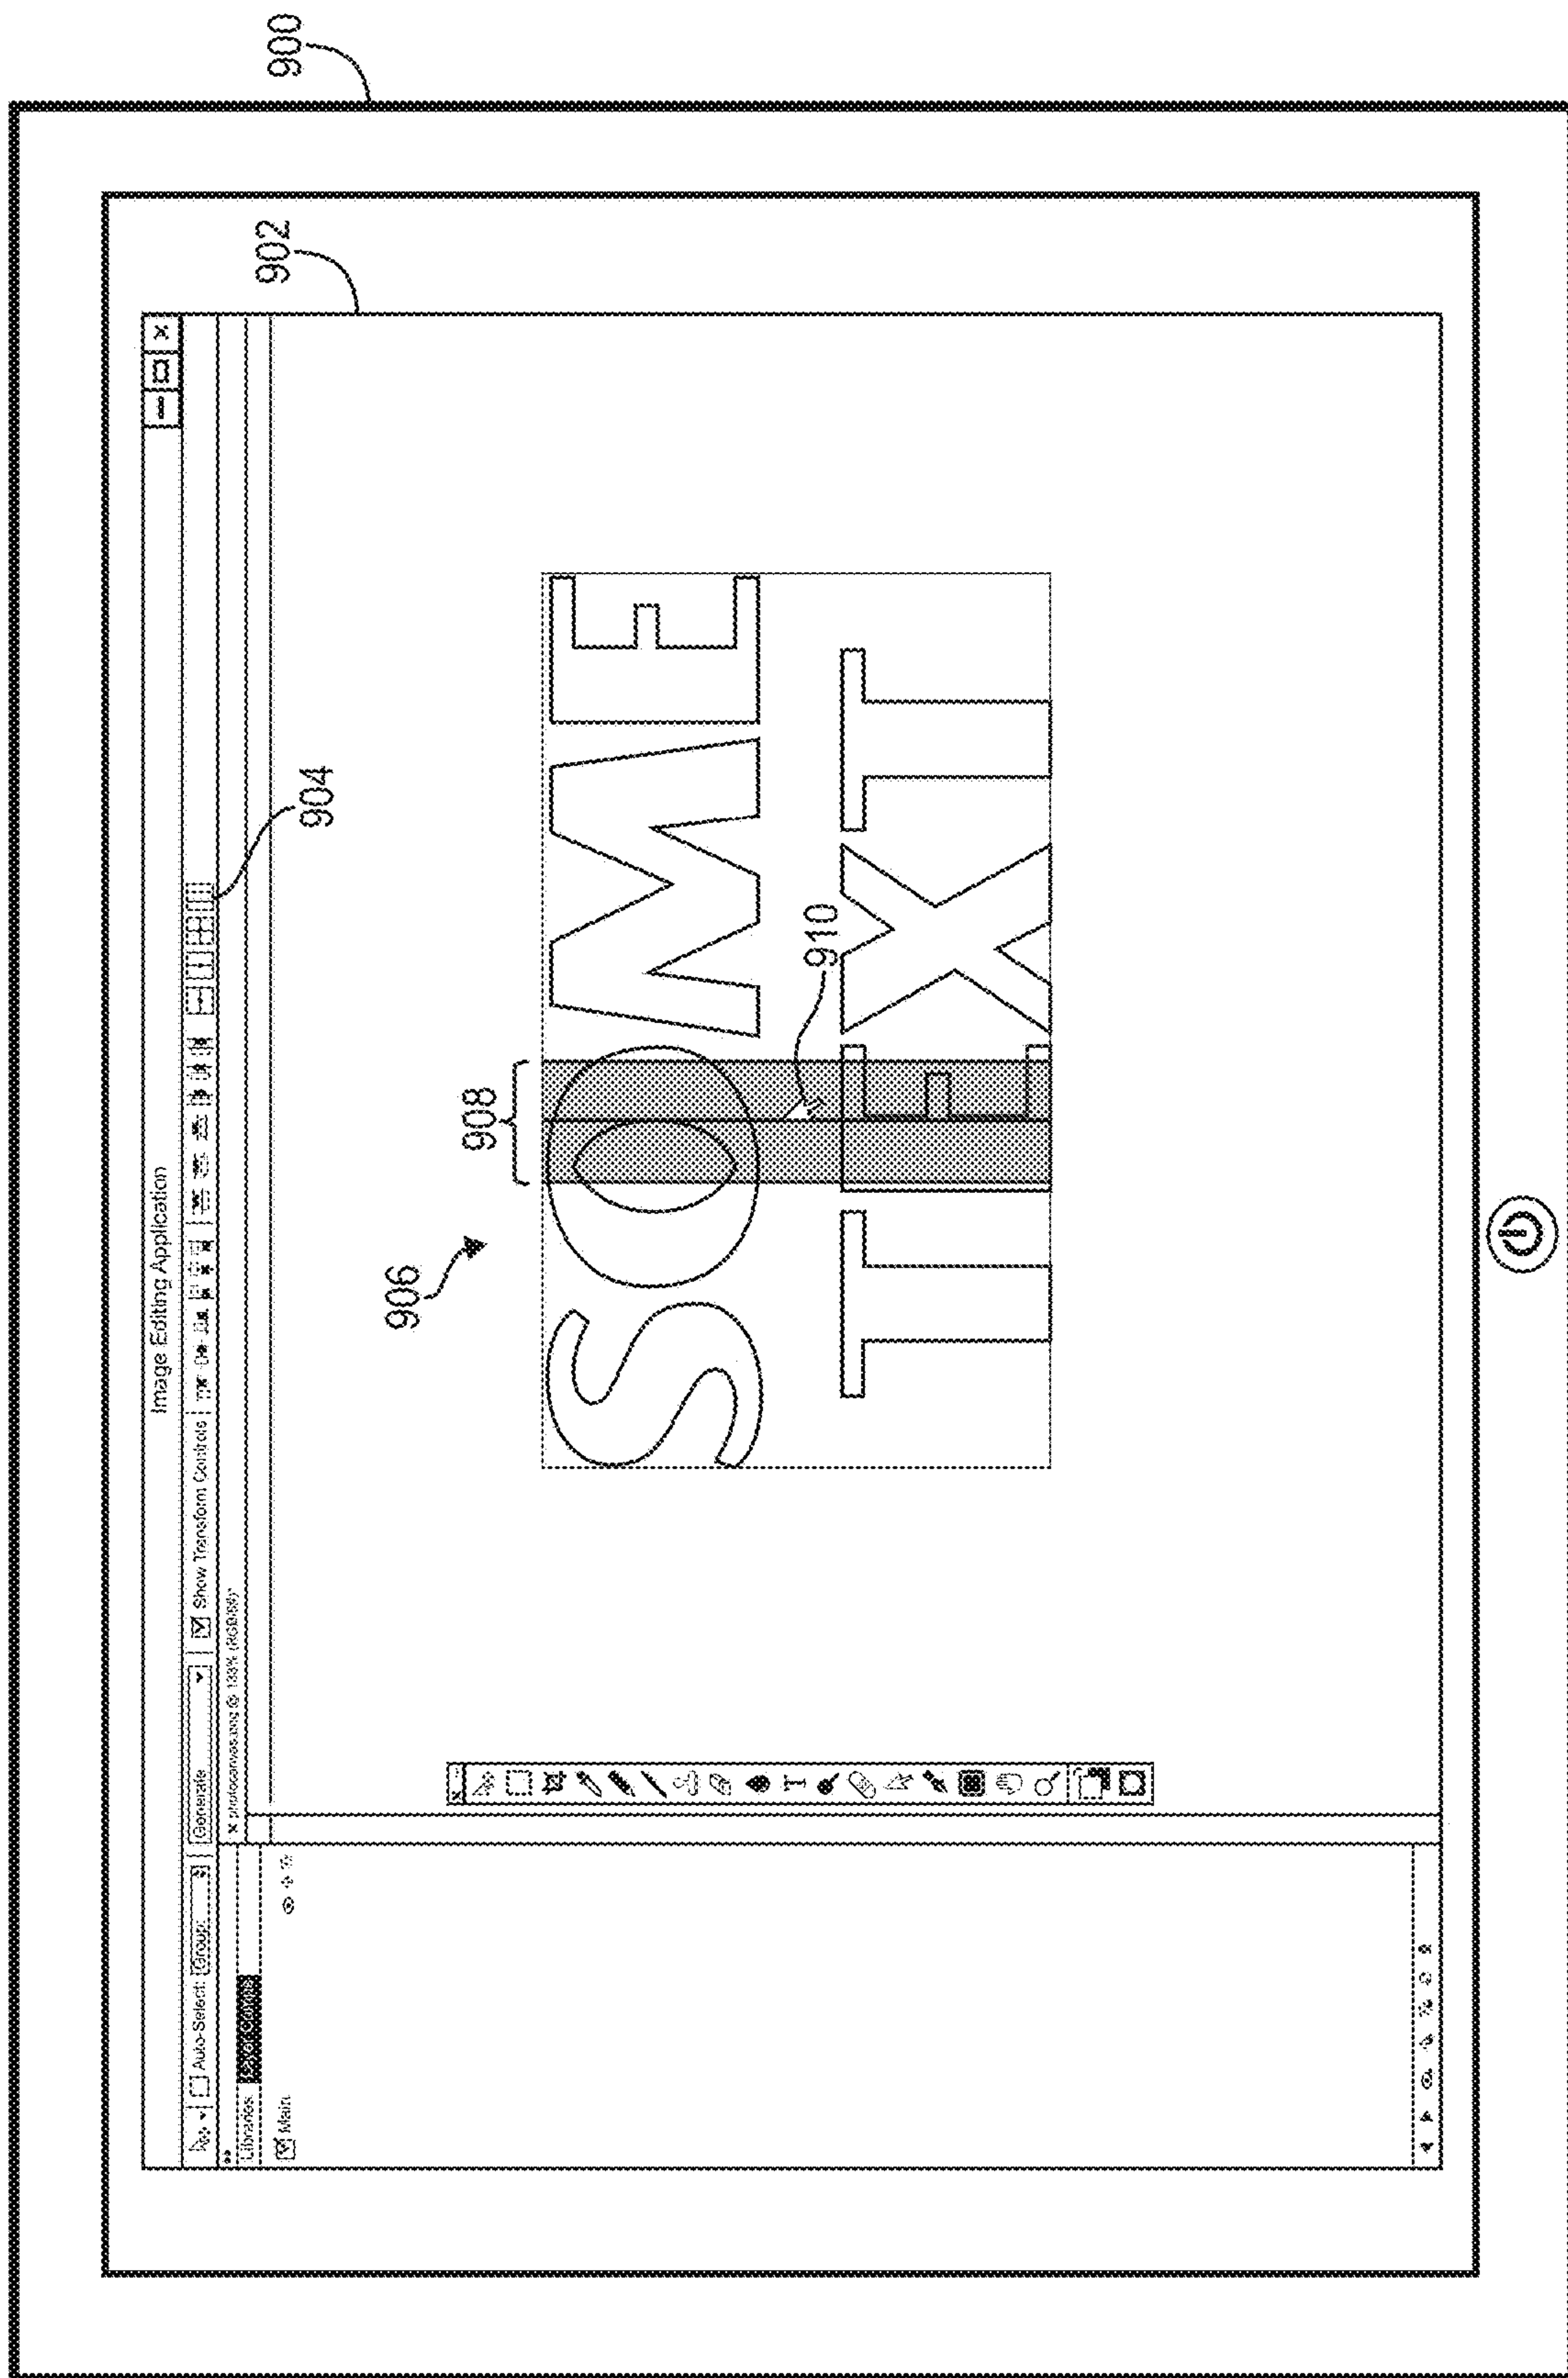 900
902
Image Editing Application
Auto-Select: Group Generate Show Transform Controls
904
Libraries
Main
908
906
SOME
910
TEXT